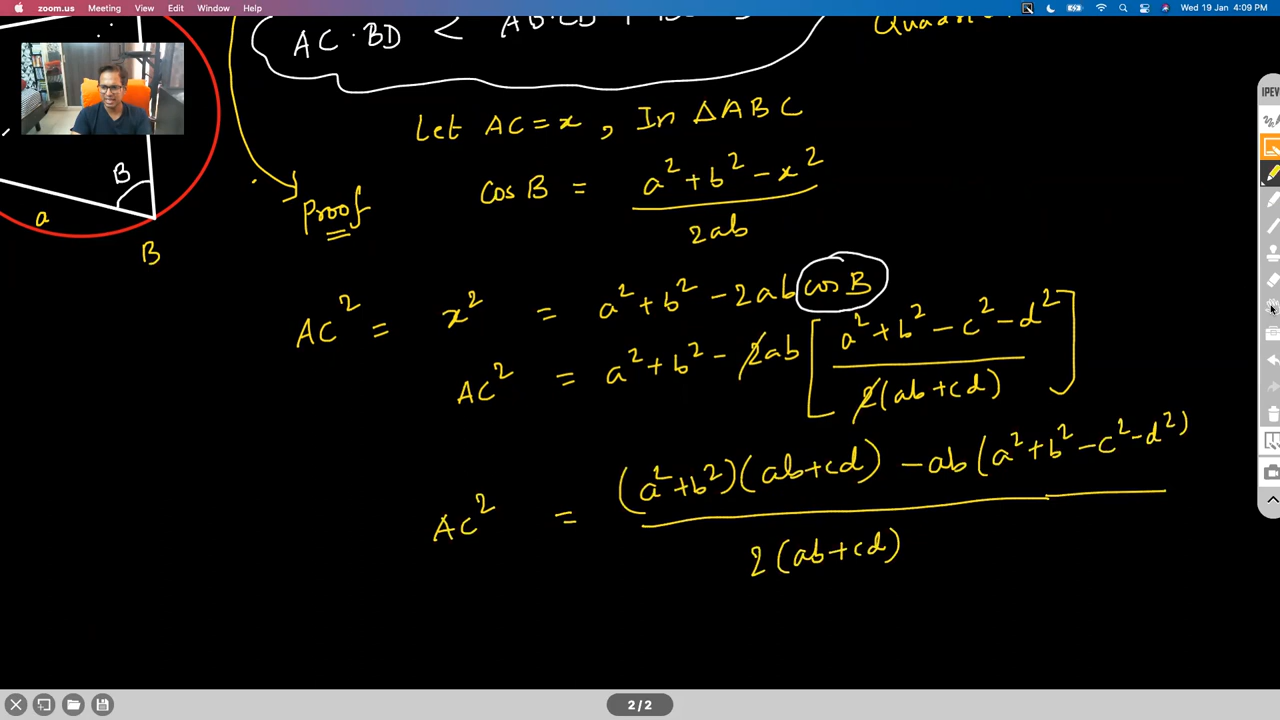 zoom.us Meeting View Edit Window Help Wed 19 Jan 4:09 PM
AC·BD <
IPEV
Let AC=x, In ΔABC
cos B = (a²+b²-x²)/2ab
B
Proof
a
B
AC² = x² = a²+b²-2ab cos B
AC² = a²+b²-2ab[(a²+b²-c²-d²)/2(ab+cd)]
AC² = ((a²+b²)(ab+cd)-ab(a²+b²-c²-d²))/2(ab+cd)
2/2